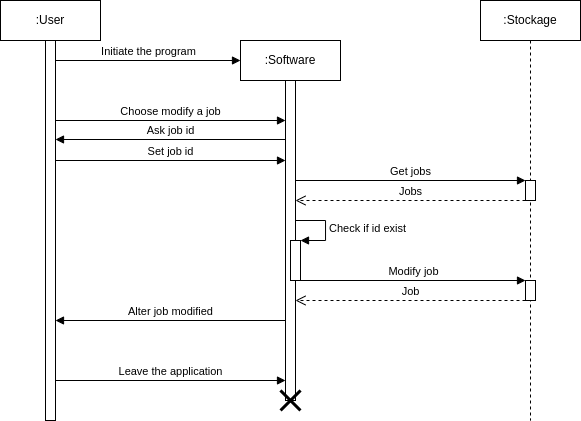 :User
:Stockage
Initiate the program
:Software
Choose modify a job
Ask job id
Set job id
Get jobs
Jobs
Check if id exist
Modify job
Job
Alter job modified
Leave the application